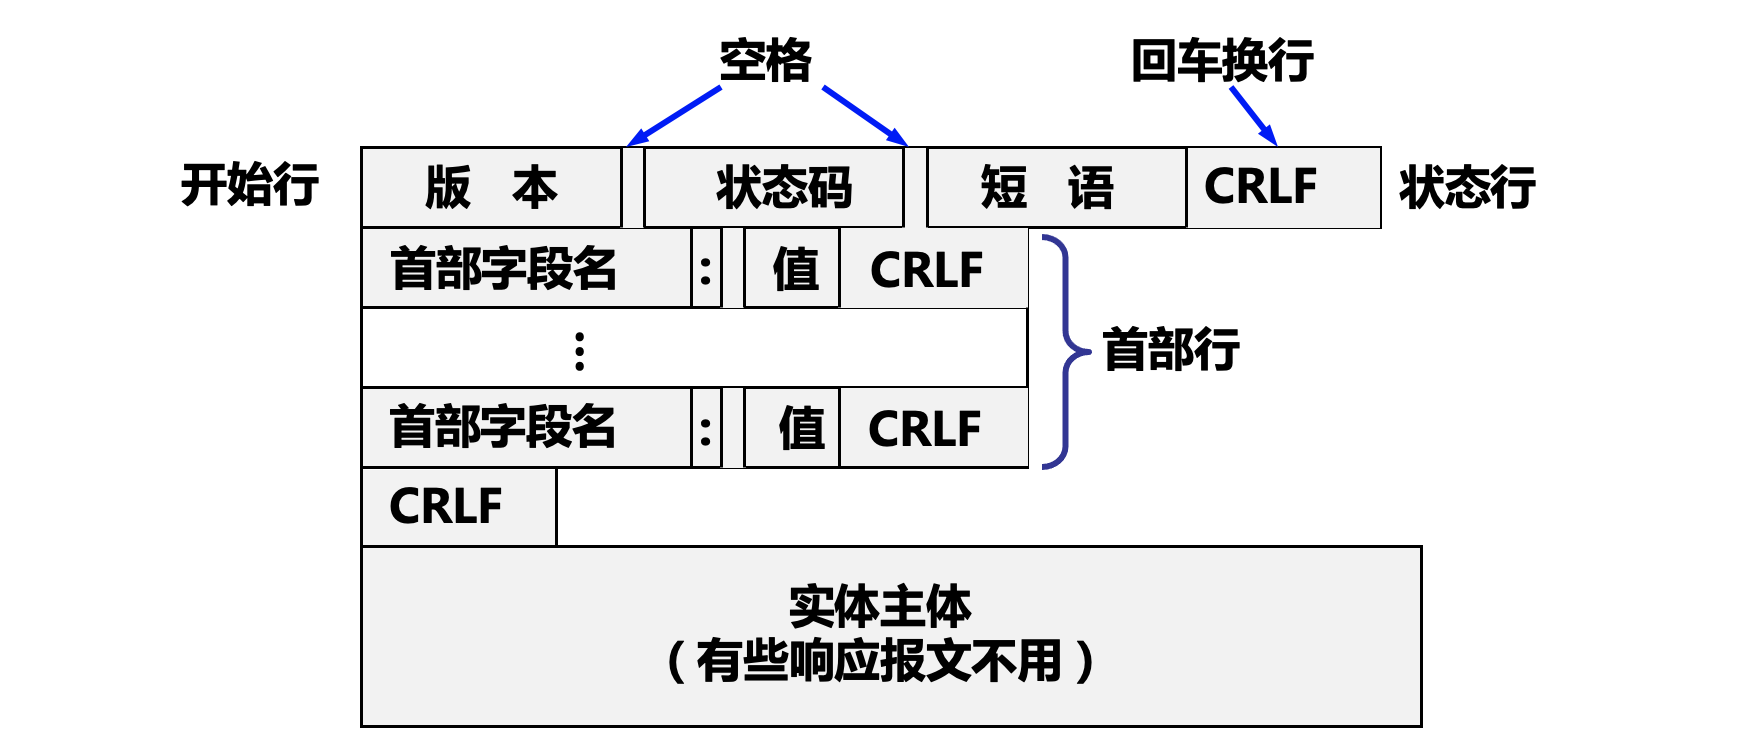 空格 回车换行
开始行 版 本 状态码 短 语 CRLF 状态行
首部字段名 : 值 CRLF
⋮ 首部行
首部字段名 : 值 CRLF
CRLF
实体主体
（有些响应报文不用）